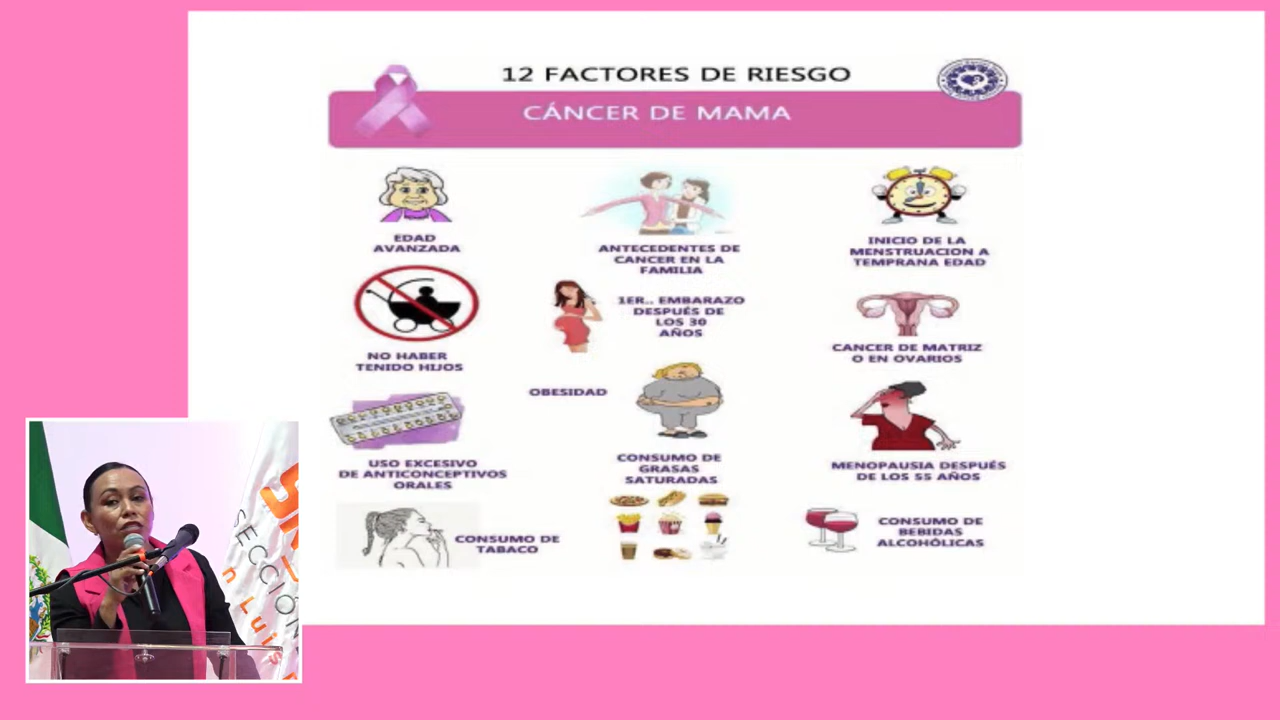 12 FACTORES DE RIESGO
CÁNCER DE MAMA
EDAD
AVANZADA
ANTECEDENTES DE
CANCER EN LA
FAMILIA
INICIO DE LA
MENSTRUACION A
TEMPRANA EDAD
NO HABER
TENIDO HIJOS
1ER.. EMBARAZO
DESPUÉS DE
LOS 30
AÑOS
CANCER DE MATRIZ
O EN OVARIOS
USO EXCESIVO
DE ANTICONCEPTIVOS
ORALES
OBESIDAD
CONSUMO DE
GRASAS
SATURADAS
MENOPAUSIA DESPUÉS
DE LOS 55 AÑOS
CONSUMO DE
TABACO
CONSUMO DE
BEBIDAS
ALCOHÓLICAS
SECCIÓN
n Luis